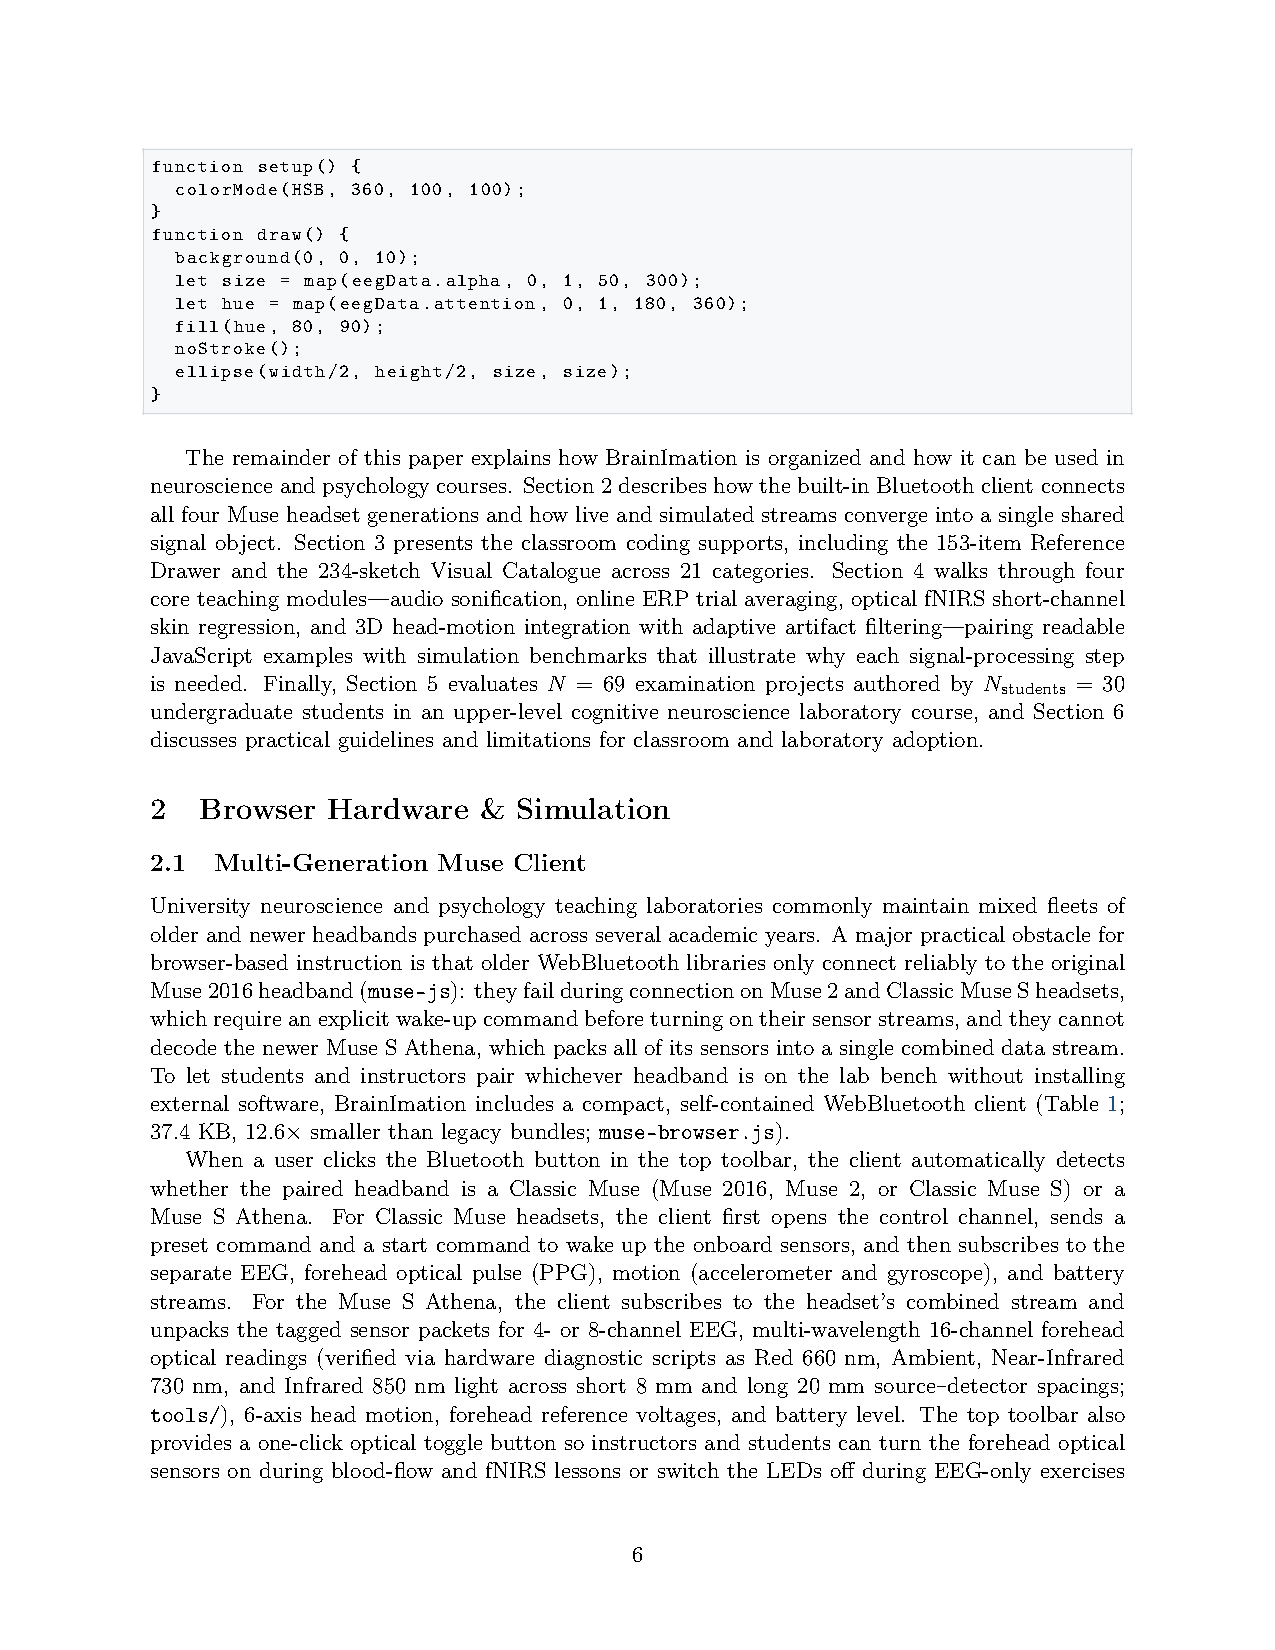 function setup() {
  colorMode(HSB, 360, 100, 100);
}
function draw() {
  background(0, 0, 10);
  let size = map(eegData.alpha, 0, 1, 50, 300);
  let hue = map(eegData.attention, 0, 1, 180, 360);
  fill(hue, 80, 90);
  noStroke();
  ellipse(width/2, height/2, size, size);
}
The remainder of this paper explains how BrainImation is organized and how it can be used in
neuroscience and psychology courses. Section 2 describes how the built-in Bluetooth client connects
all four Muse headset generations and how live and simulated streams converge into a single shared
signal object. Section 3 presents the classroom coding supports, including the 153-item Reference
Drawer and the 234-sketch Visual Catalogue across 21 categories. Section 4 walks through four
core teaching modules—audio sonification, online ERP trial averaging, optical fNIRS short-channel
skin regression, and 3D head-motion integration with adaptive artifact filtering—pairing readable
JavaScript examples with simulation benchmarks that illustrate why each signal-processing step
is needed. Finally, Section 5 evaluates N = 69 examination projects authored by N_students = 30
undergraduate students in an upper-level cognitive neuroscience laboratory course, and Section 6
discusses practical guidelines and limitations for classroom and laboratory adoption.
2 Browser Hardware & Simulation
2.1 Multi-Generation Muse Client
University neuroscience and psychology teaching laboratories commonly maintain mixed fleets of
older and newer headbands purchased across several academic years. A major practical obstacle for
browser-based instruction is that older WebBluetooth libraries only connect reliably to the original
Muse 2016 headband (muse-js): they fail during connection on Muse 2 and Classic Muse S headsets,
which require an explicit wake-up command before turning on their sensor streams, and they cannot
decode the newer Muse S Athena, which packs all of its sensors into a single combined data stream.
To let students and instructors pair whichever headband is on the lab bench without installing
external software, BrainImation includes a compact, self-contained WebBluetooth client (Table 1;
37.4 KB, 12.6× smaller than legacy bundles; muse-browser.js).
When a user clicks the Bluetooth button in the top toolbar, the client automatically detects
whether the paired headband is a Classic Muse (Muse 2016, Muse 2, or Classic Muse S) or a
Muse S Athena. For Classic Muse headsets, the client first opens the control channel, sends a
preset command and a start command to wake up the onboard sensors, and then subscribes to the
separate EEG, forehead optical pulse (PPG), motion (accelerometer and gyroscope), and battery
streams. For the Muse S Athena, the client subscribes to the headset's combined stream and
unpacks the tagged sensor packets for 4- or 8-channel EEG, multi-wavelength 16-channel forehead
optical readings (verified via hardware diagnostic scripts as Red 660 nm, Ambient, Near-Infrared
730 nm, and Infrared 850 nm light across short 8 mm and long 20 mm source–detector spacings;
tools/), 6-axis head motion, forehead reference voltages, and battery level. The top toolbar also
provides a one-click optical toggle button so instructors and students can turn the forehead optical
sensors on during blood-flow and fNIRS lessons or switch the LEDs off during EEG-only exercises
6